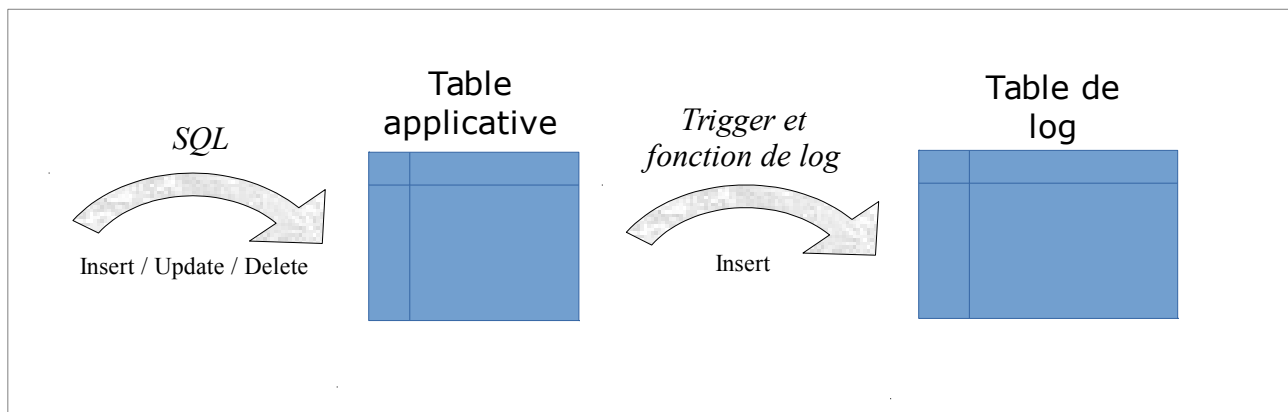 SQL
Insert / Update / Delete
Table
applicative
Trigger et
fonction de log
Insert
Table de
log